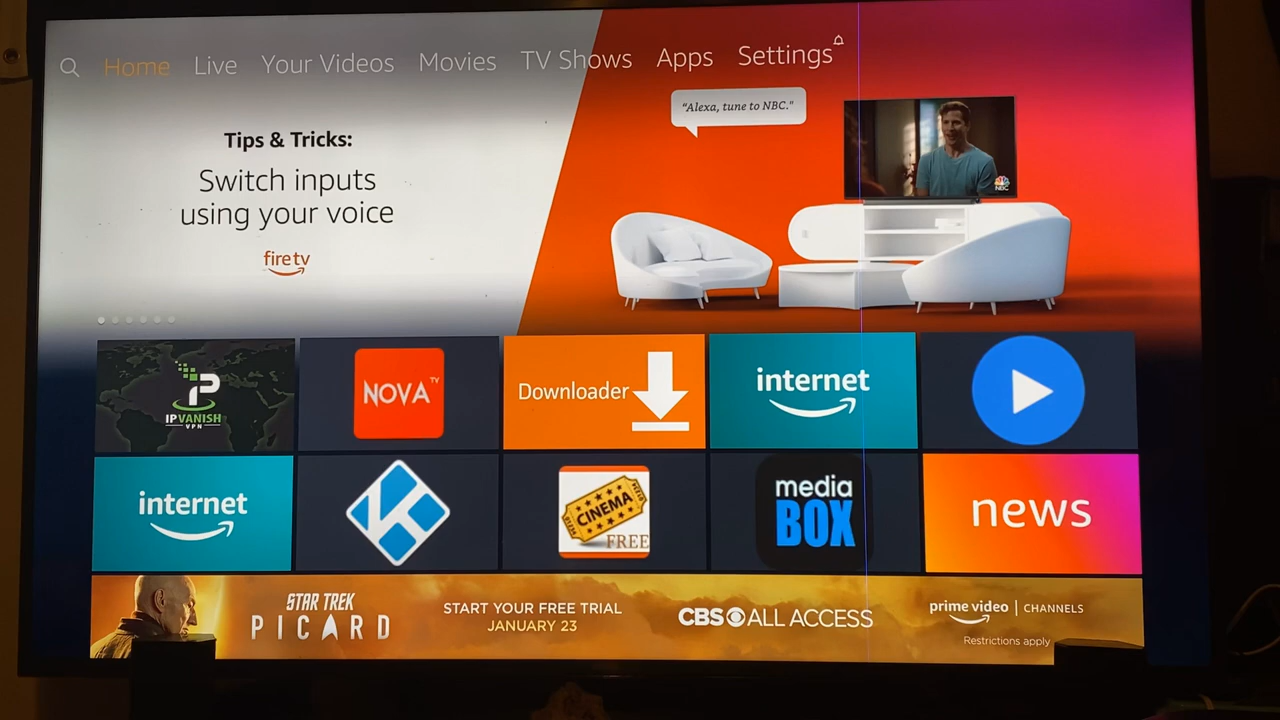 Home Live Your Videos Movies TV Shows Apps Settings
"Alexa, tune to NBC."
Tips & Tricks:
Switch inputs
using your voice
fire tv
NBC
IPVANISH
VPN
NOVA TV
Downloader
internet
internet
CINEMA
FREE
media
BOX
news
STAR TREK
PICARD
START YOUR FREE TRIAL
JANUARY 23
CBS ALL ACCESS
prime video | CHANNELS
Restrictions apply